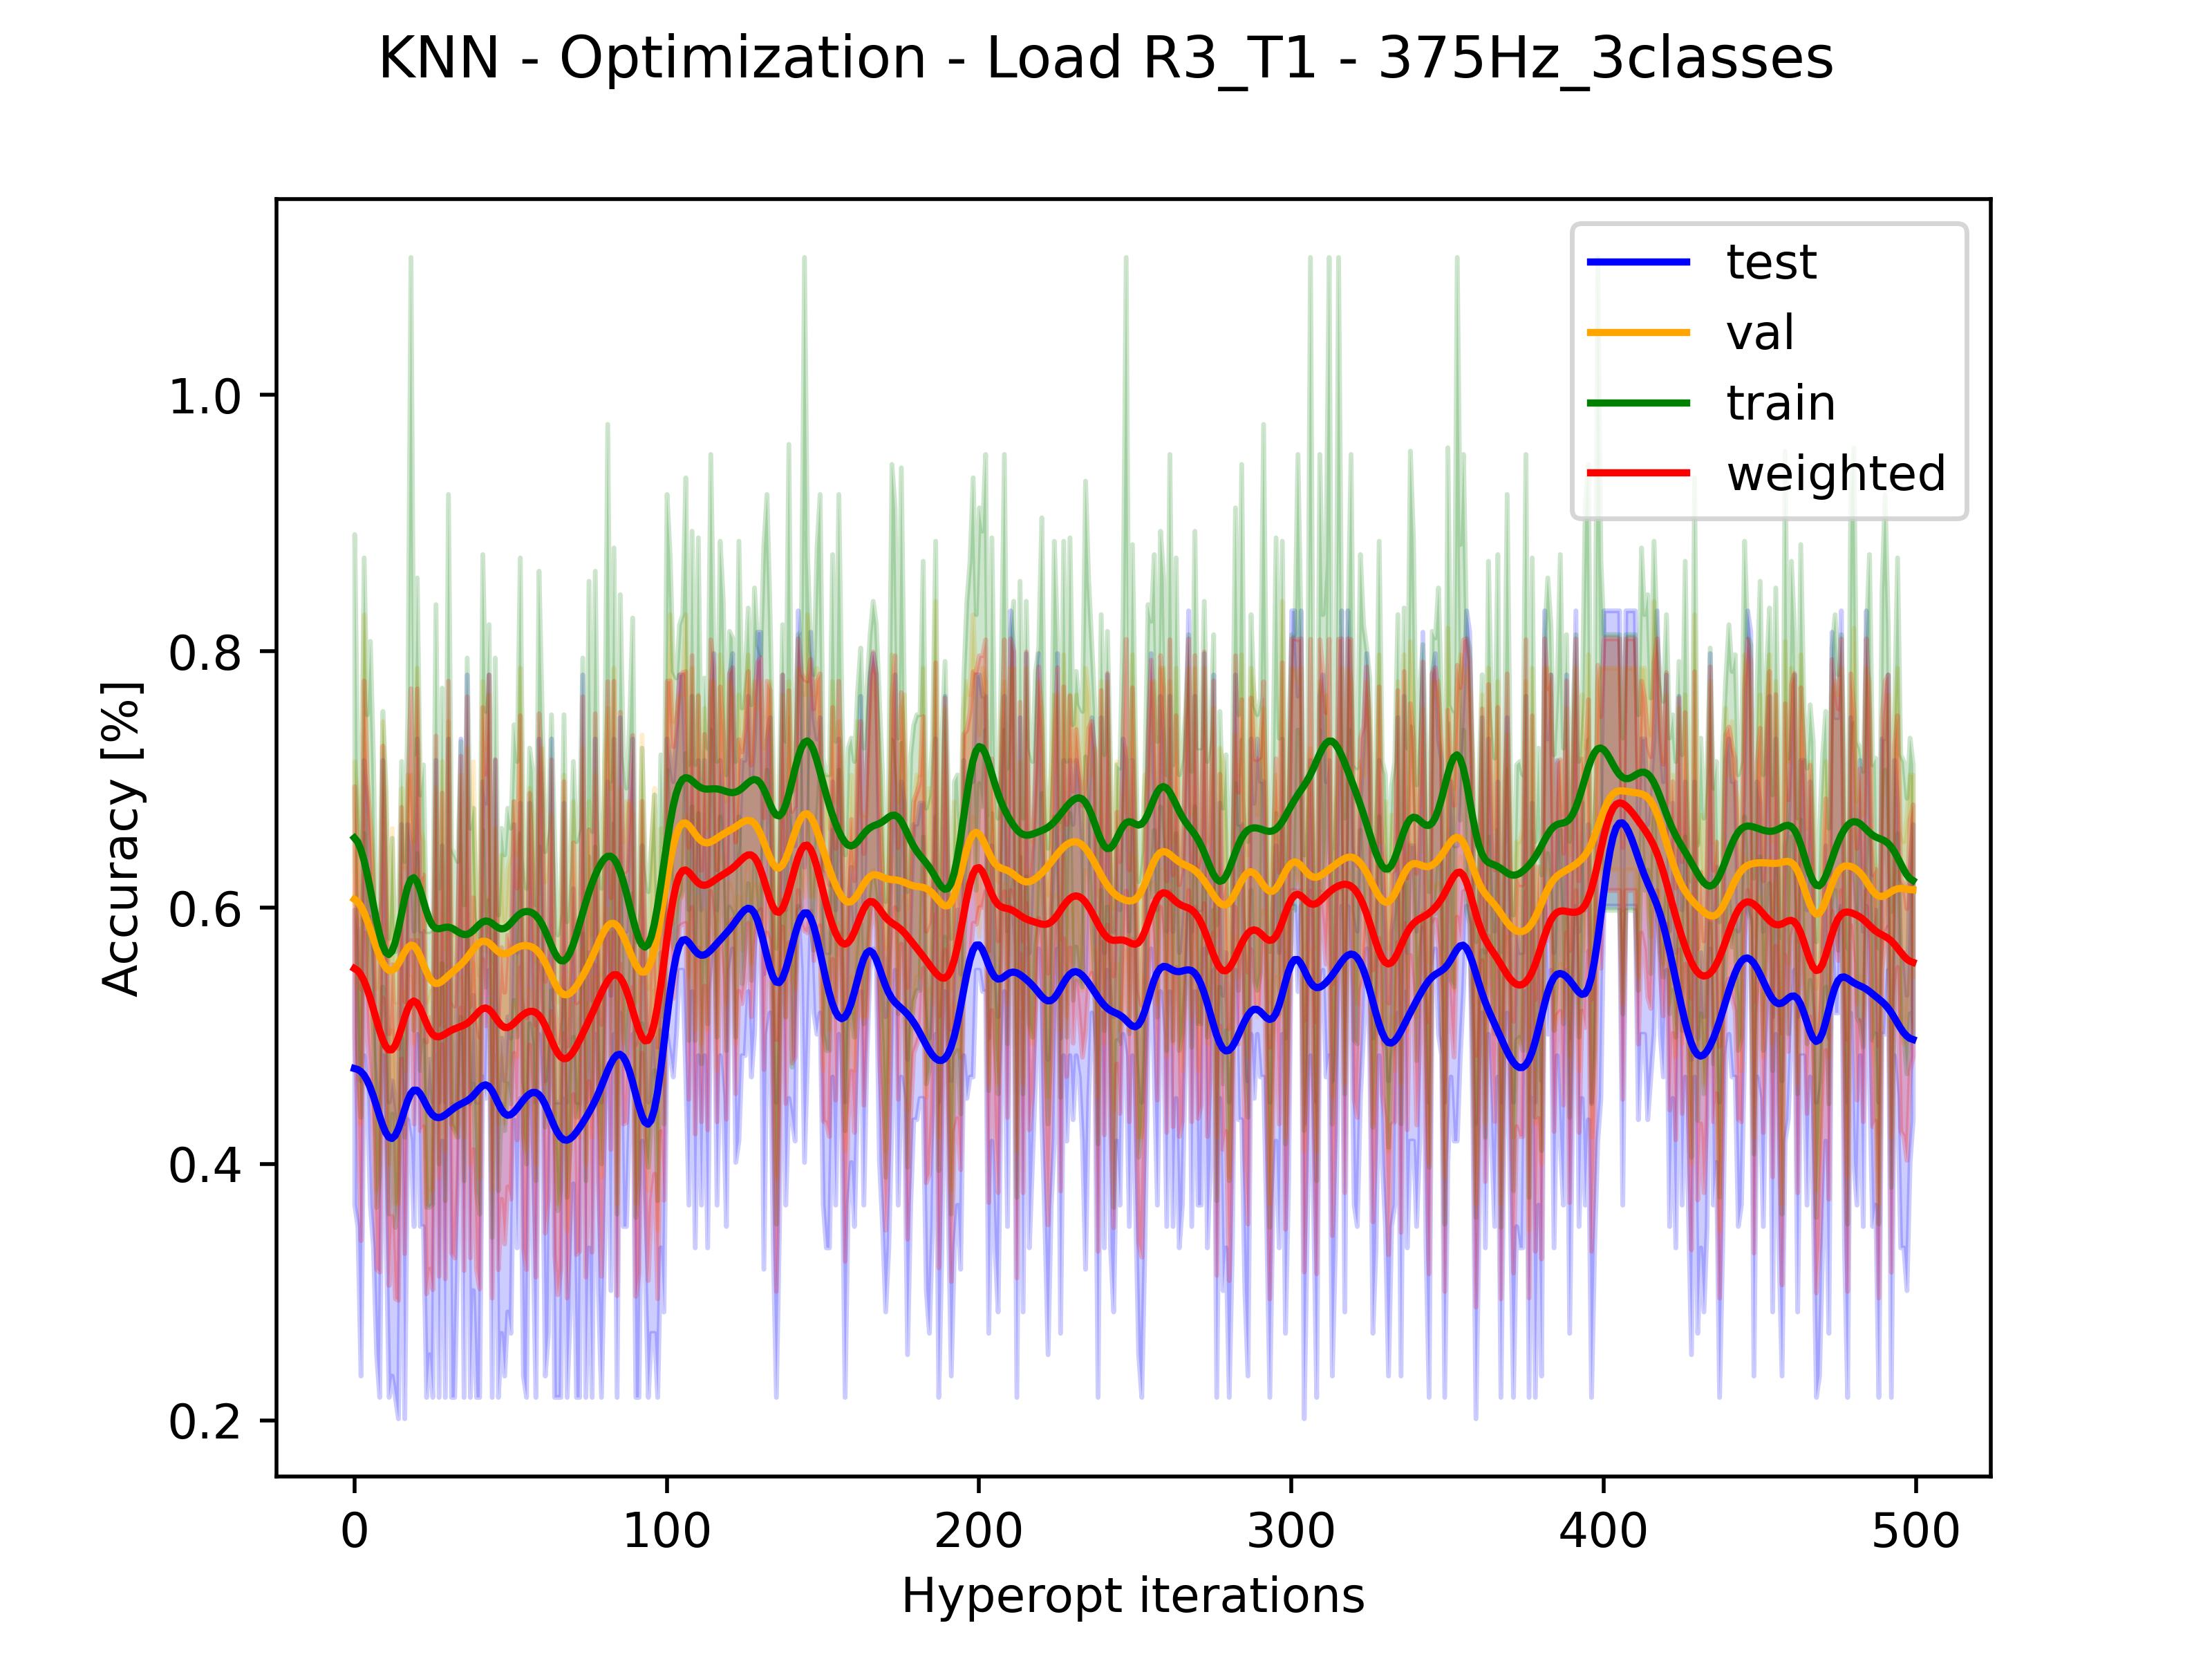 KNN - Optimization - Load R3_T1 - 375Hz_3classes
test
val
train
weighted
1.0
0.8
0.6
0.4
0.2
Accuracy [%]
0 100 200 300 400 500
Hyperopt iterations